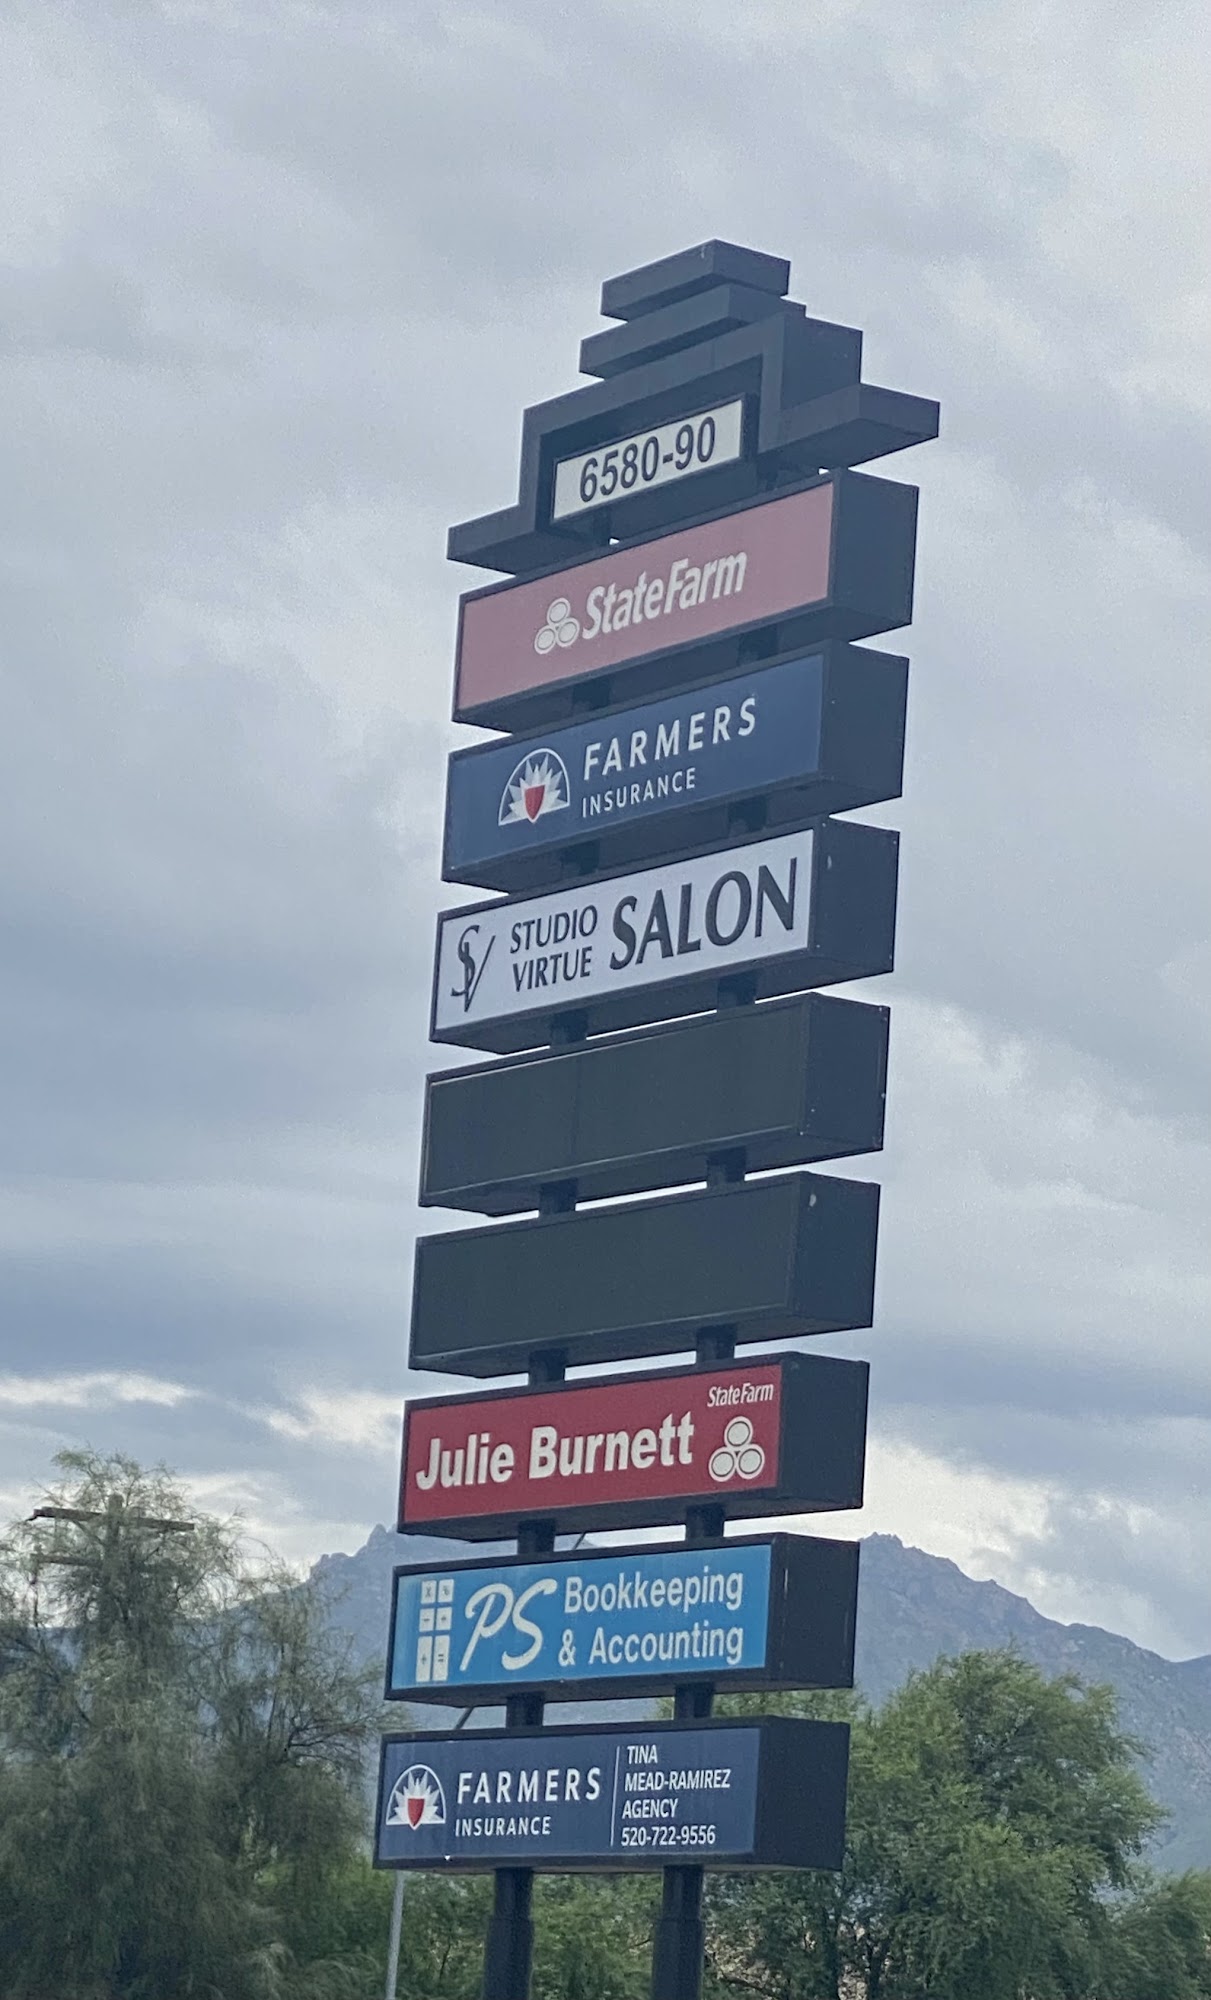 6580-90
StateFarm
FARMERS
INSURANCE
SV
STUDIO
VIRTUE
SALON
Julie Burnett
StateFarm
PS
Bookkeeping
& Accounting
FARMERS
INSURANCE
TINA
MEAD-RAMIREZ
AGENCY
520-722-9556